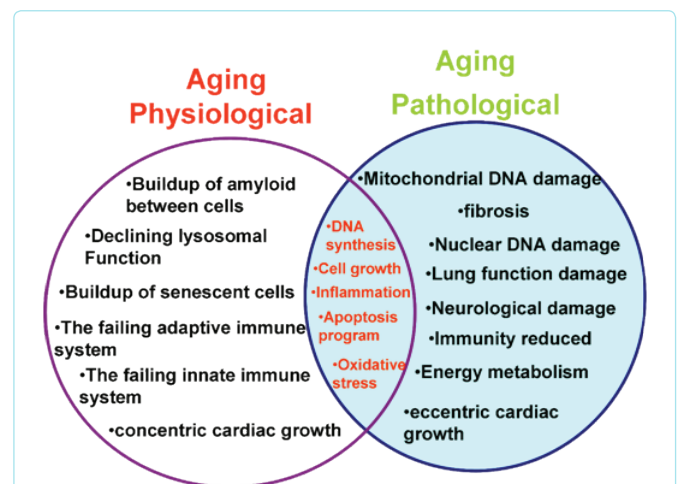 Aging
Physiological
Aging
Pathological
•Buildup of amyloid
between cells
•Declining lysosomal
Function
•Buildup of senescent cells
•The failing adaptive immune
system
•The failing innate immune
system
•concentric cardiac growth
•DNA
synthesis
•Cell growth
•Inflammation
•Apoptosis
program
•Oxidative
stress
•Mitochondrial DNA damage
•fibrosis
•Nuclear DNA damage
•Lung function damage
•Neurological damage
•Immunity reduced
•Energy metabolism
•eccentric cardiac
growth